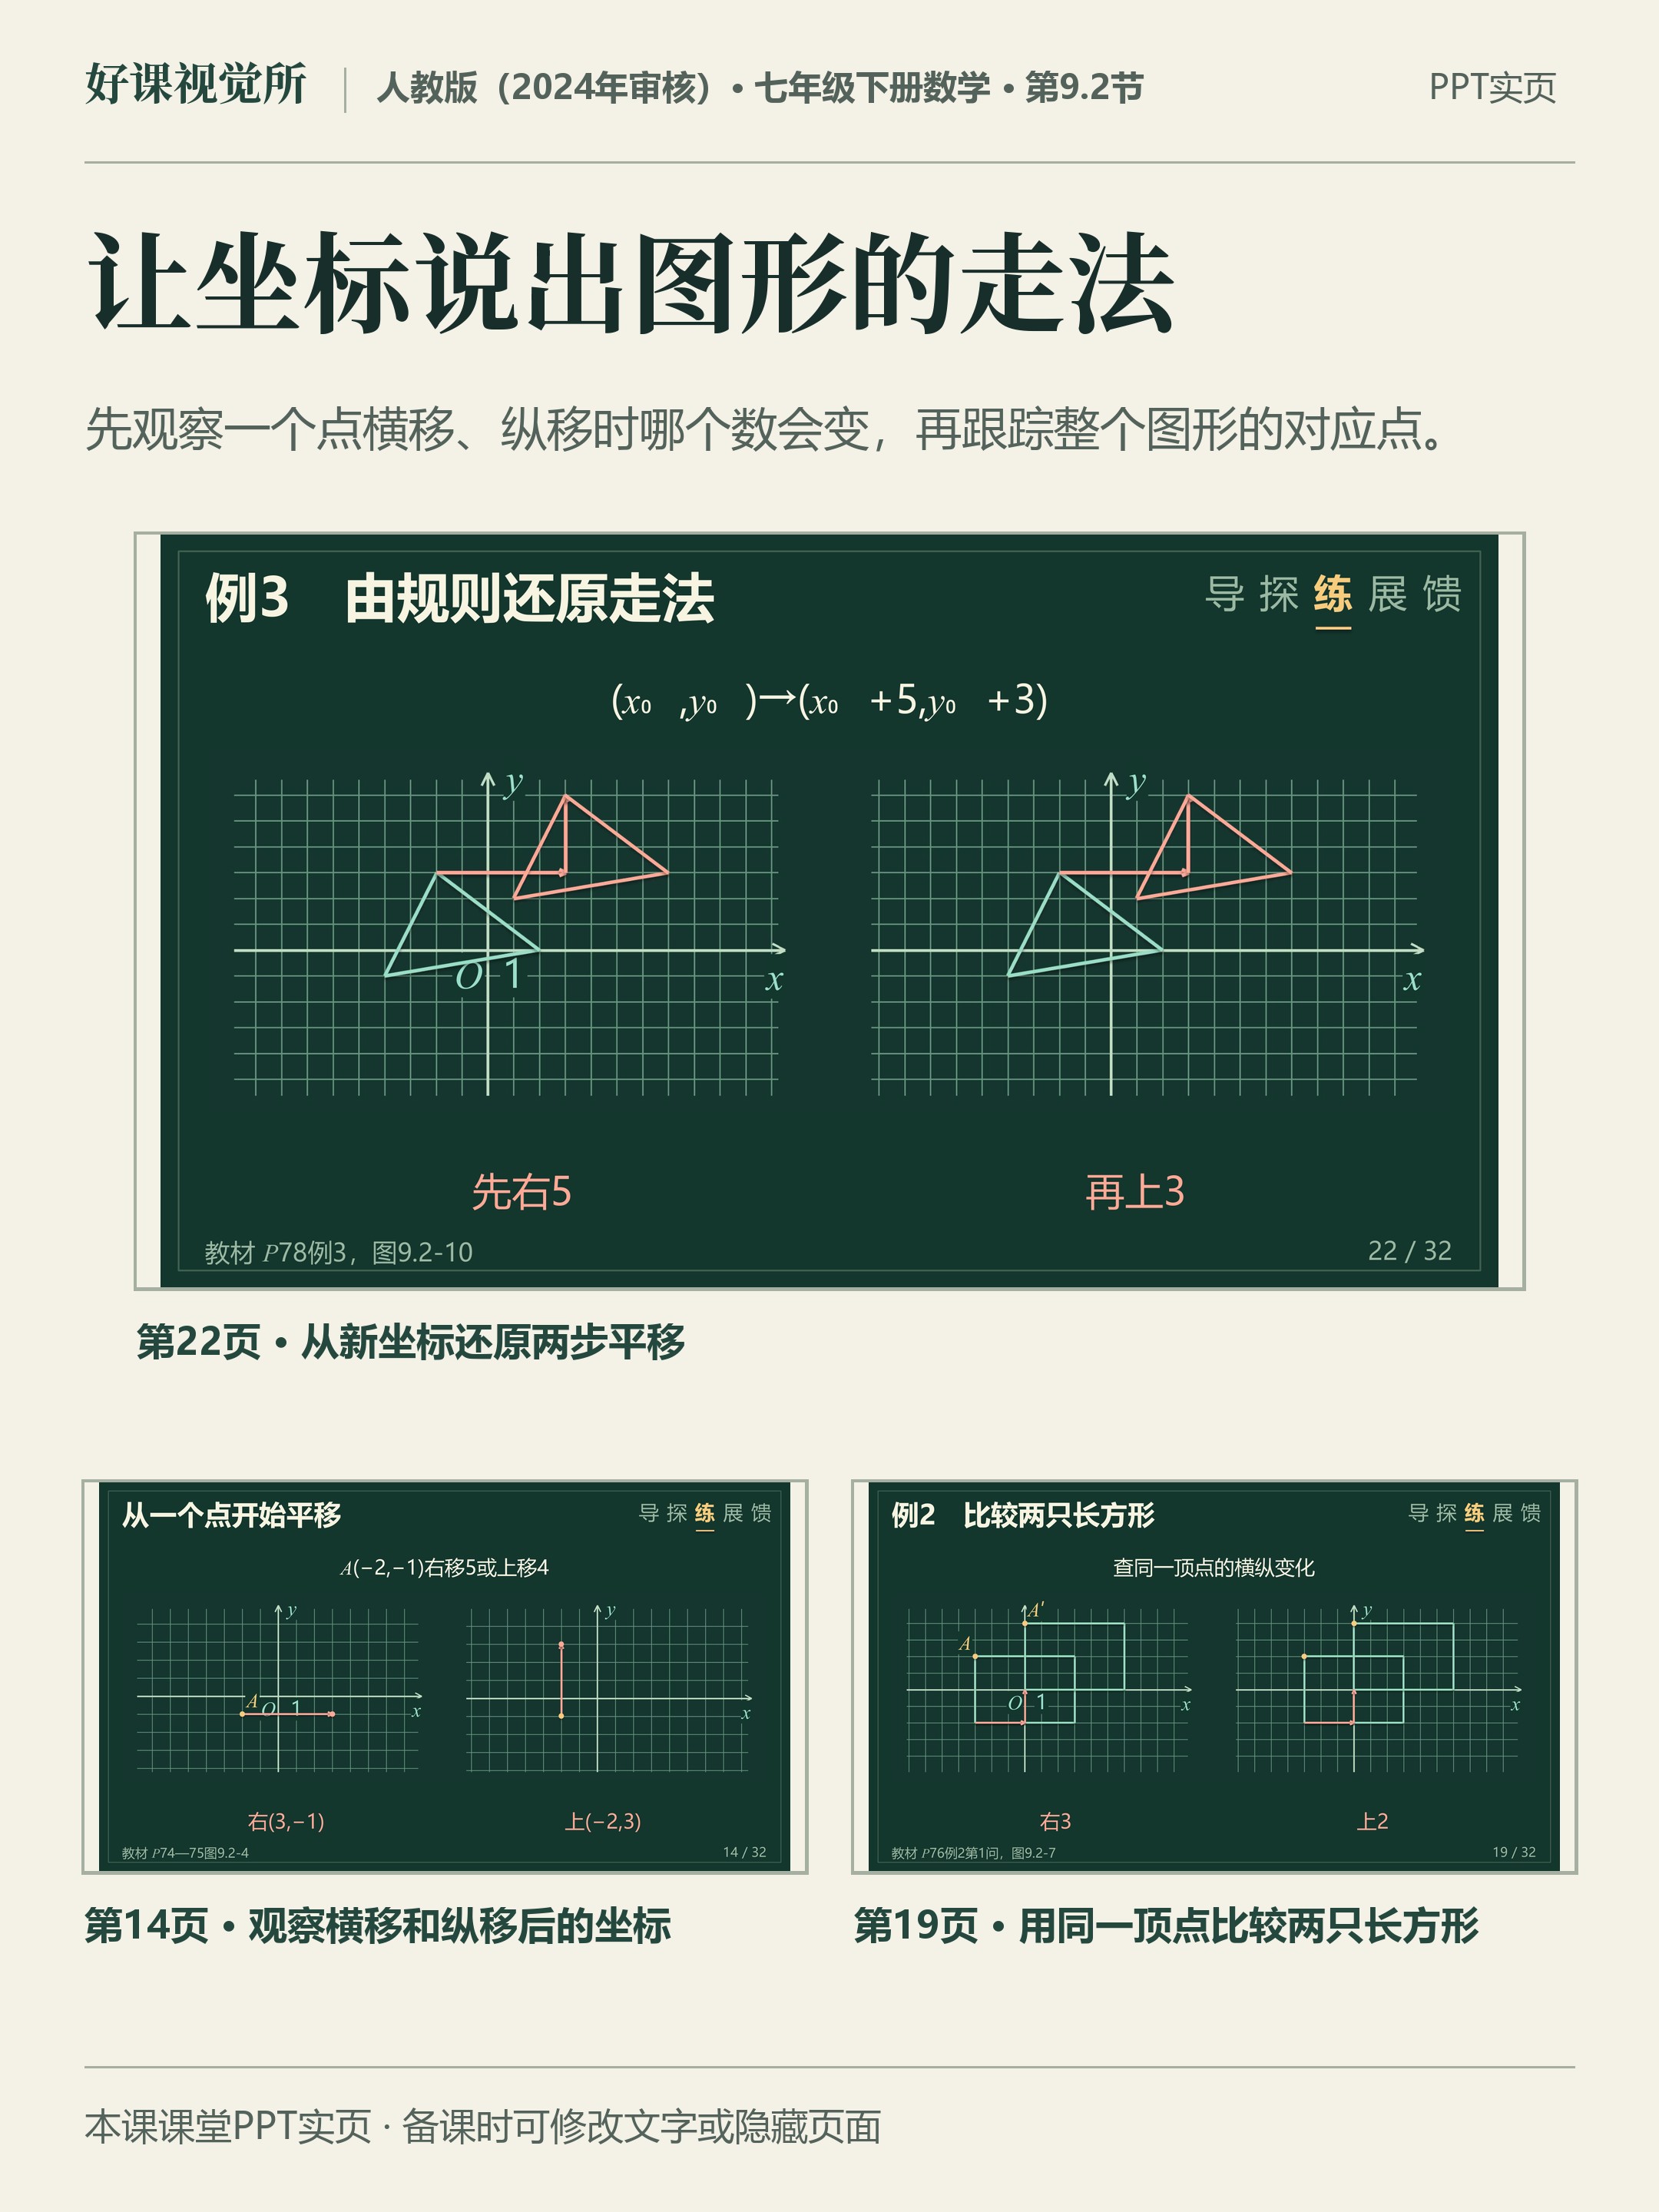 好课视觉所
人教版（2024年审核）• 七年级下册数学 • 第9.2节
PPT实页
让坐标说出图形的走法
先观察一个点横移、纵移时哪个数会变，再跟踪整个图形的对应点。
例3 由规则还原走法
导 探 练 展 馈
(x₀ ,y₀ )→(x₀ +5,y₀ +3)
y
O 1
x
y
x
先右5
再上3
教材 P78例3，图9.2-10
22 / 32
第22页 • 从新坐标还原两步平移
从一个点开始平移
导 探 练 展 馈
A(−2,−1)右移5或上移4
y
A
O 1
x
y
x
右(3,−1)
上(−2,3)
教材 P74—75图9.2-4
14 / 32
第14页 • 观察横移和纵移后的坐标
例2 比较两只长方形
导 探 练 展 馈
查同一顶点的横纵变化
A′
A
O 1
x
y
x
右3
上2
教材 P76例2第1问，图9.2-7
19 / 32
第19页 • 用同一顶点比较两只长方形
本课课堂PPT实页 · 备课时可修改文字或隐藏页面